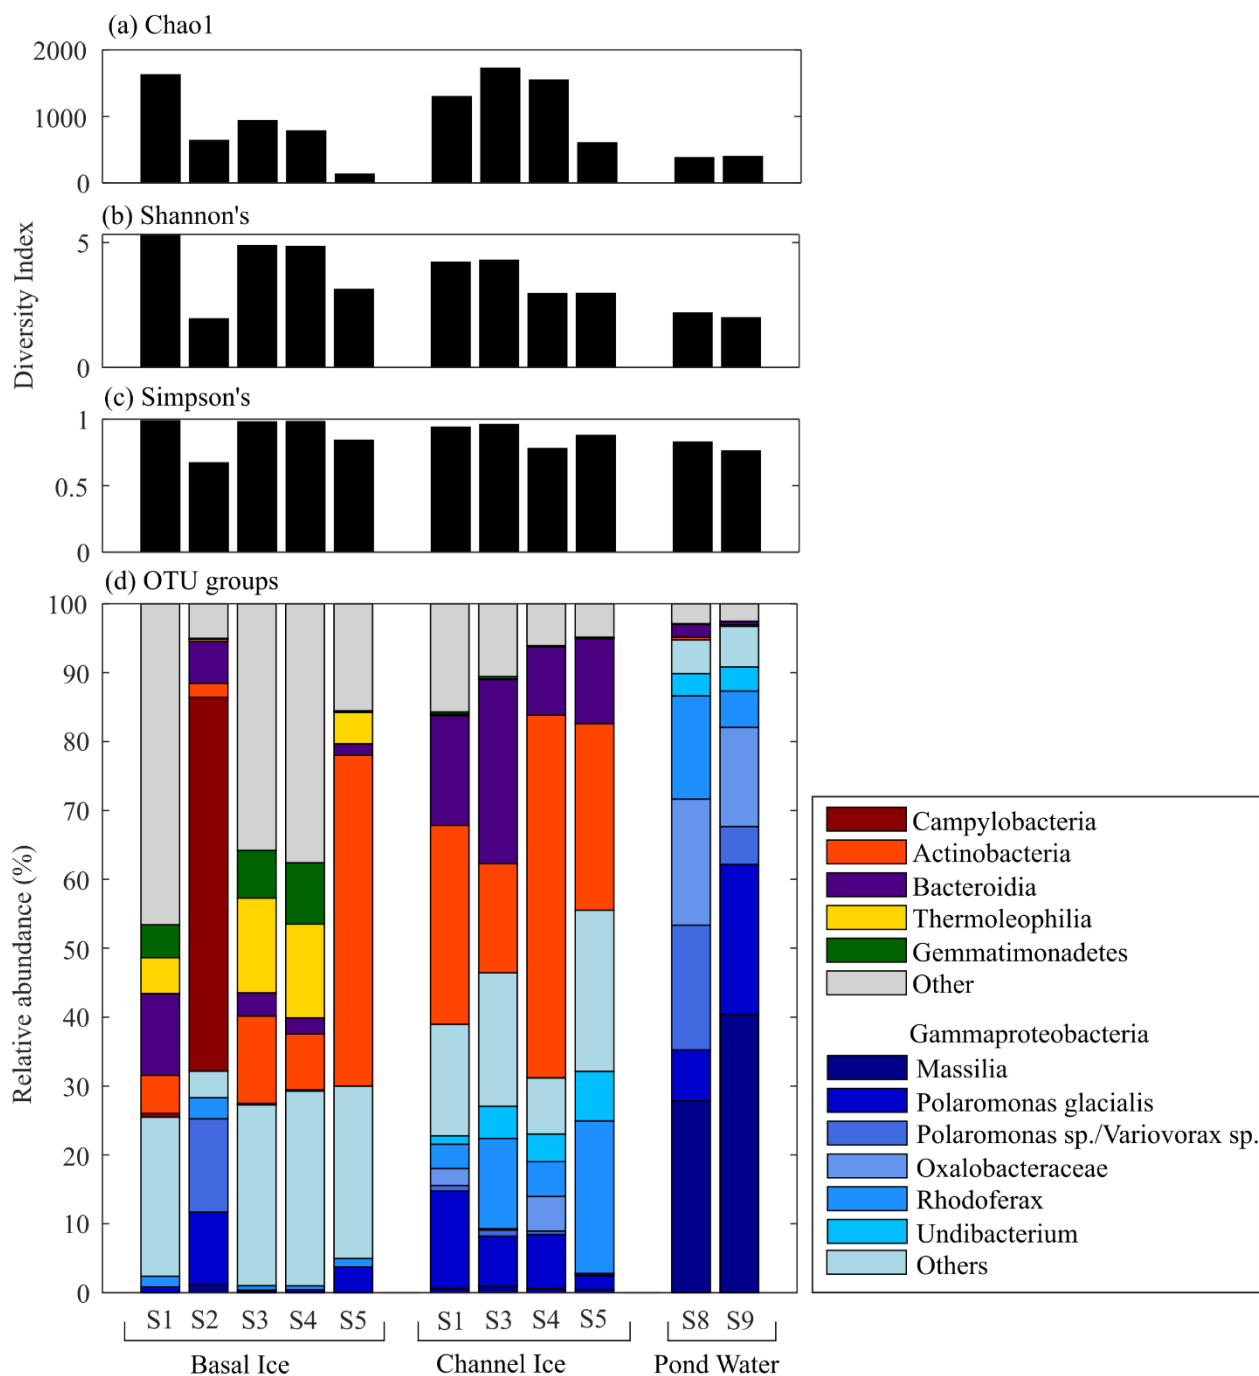 (a) Chao1
2000
1000
0
(b) Shannon's
5
0
Diversity Index
(c) Simpson's
1
0.5
0
(d) OTU groups
100
90
80
70
60
50
40
30
20
10
0
Relative abundance (%)
S1 S2 S3 S4 S5 S1 S3 S4 S5 S8 S9
Basal Ice Channel Ice Pond Water
Campylobacteria
Actinobacteria
Bacteroidia
Thermoleophilia
Gemmatimonadetes
Other
Gammaproteobacteria
Massilia
Polaromonas glacialis
Polaromonas sp./Variovorax sp.
Oxalobacteraceae
Rhodoferax
Undibacterium
Others